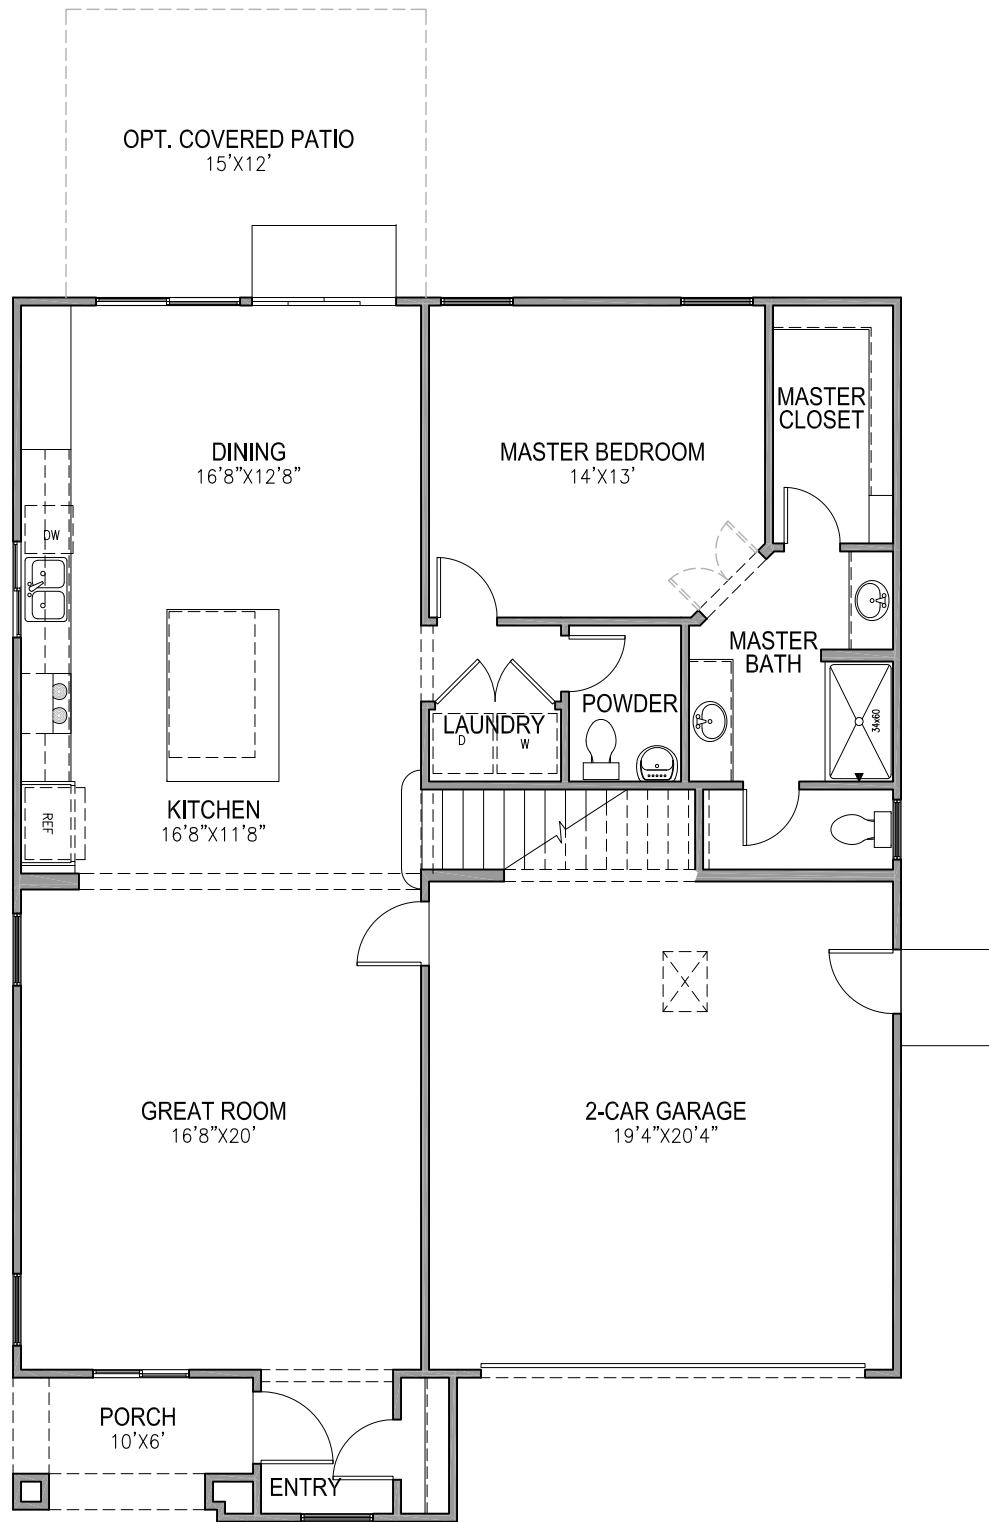 OPT. COVERED PATIO
15'X12'
DINING
16'8"X12'8"
MASTER BEDROOM
14'X13'
MASTER
CLOSET
DW
MASTER
BATH
POWDER
LAUNDRY
D
W
34x60
KITCHEN
16'8"X11'8"
REF
GREAT ROOM
16'8"X20'
2-CAR GARAGE
19'4"X20'4"
PORCH
10'X6'
ENTRY